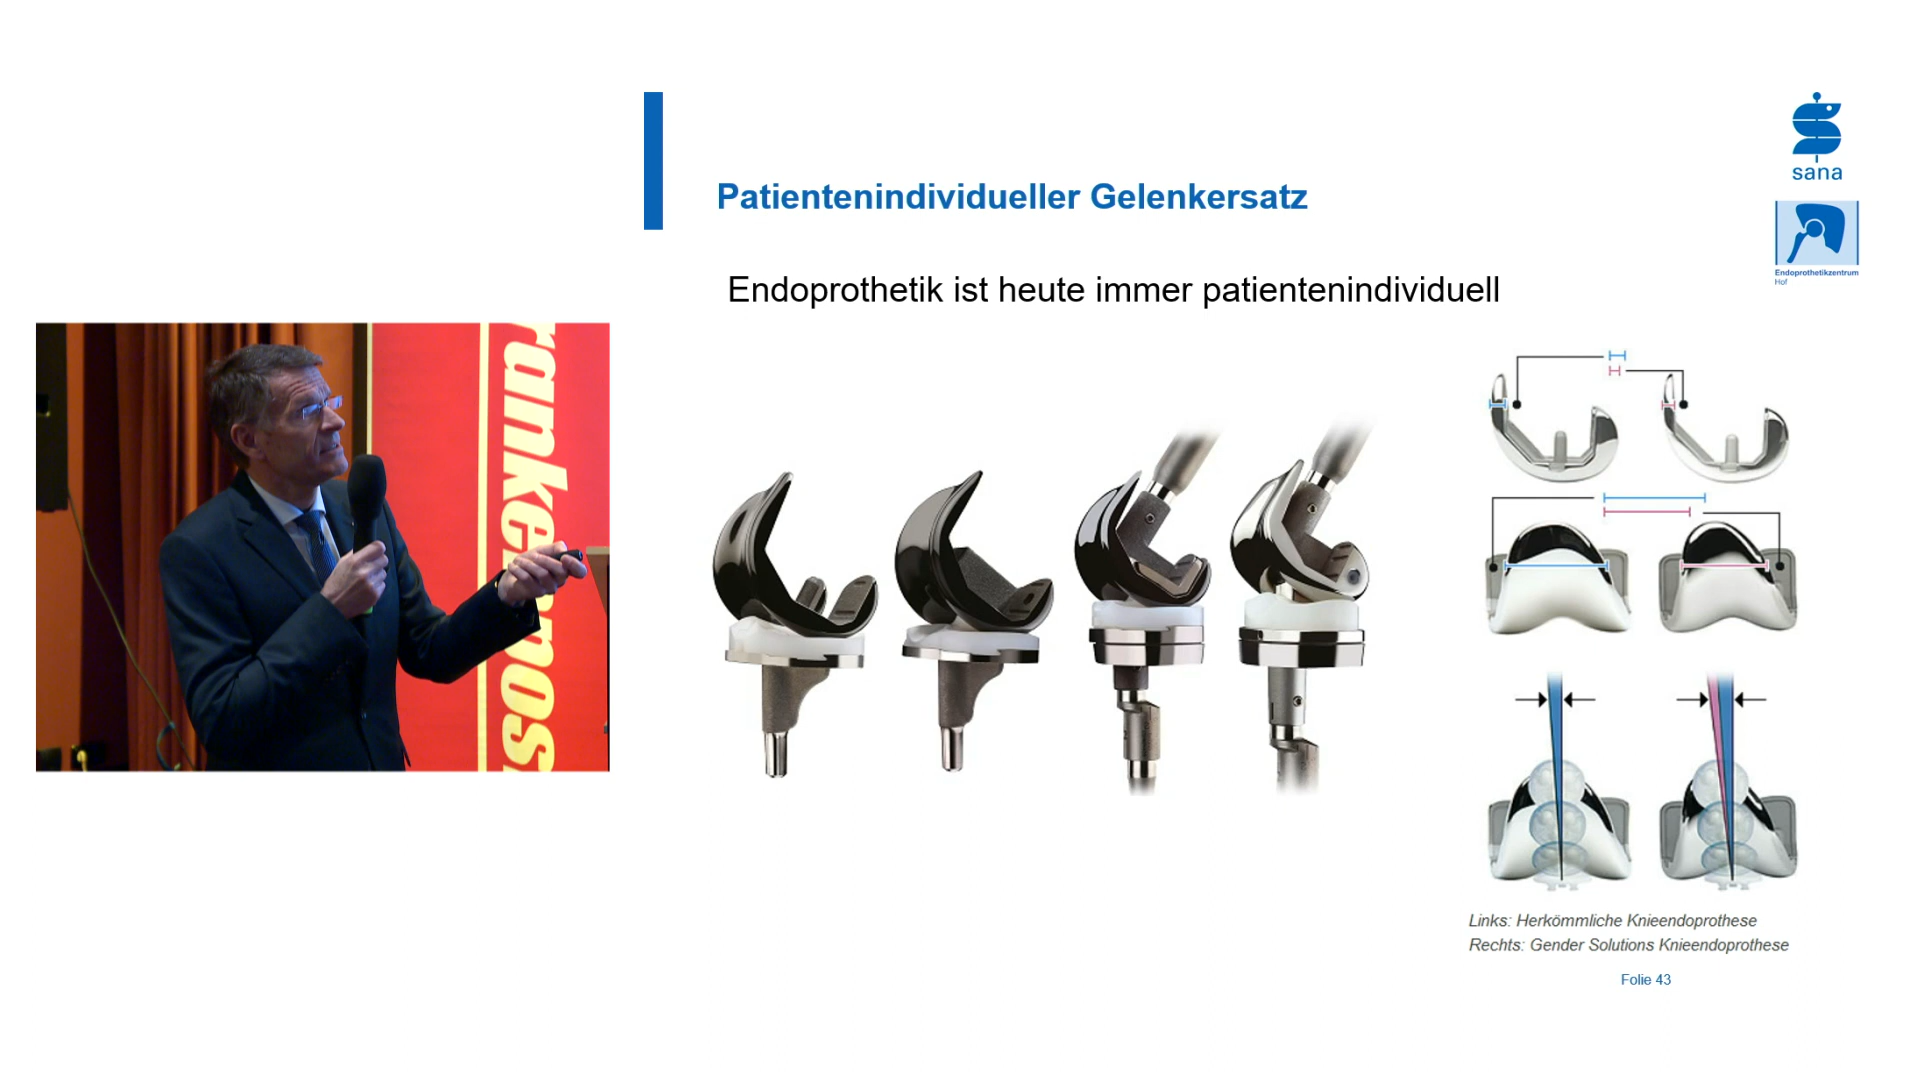 Patientenindividueller Gelenkersatz
Endoprothetik ist heute immer patientenindividuell
sana
Endoprothetikzentrum
Hof
Links: Herkömmliche Knieendoprothese
Rechts: Gender Solutions Knieendoprothese
Folie 43